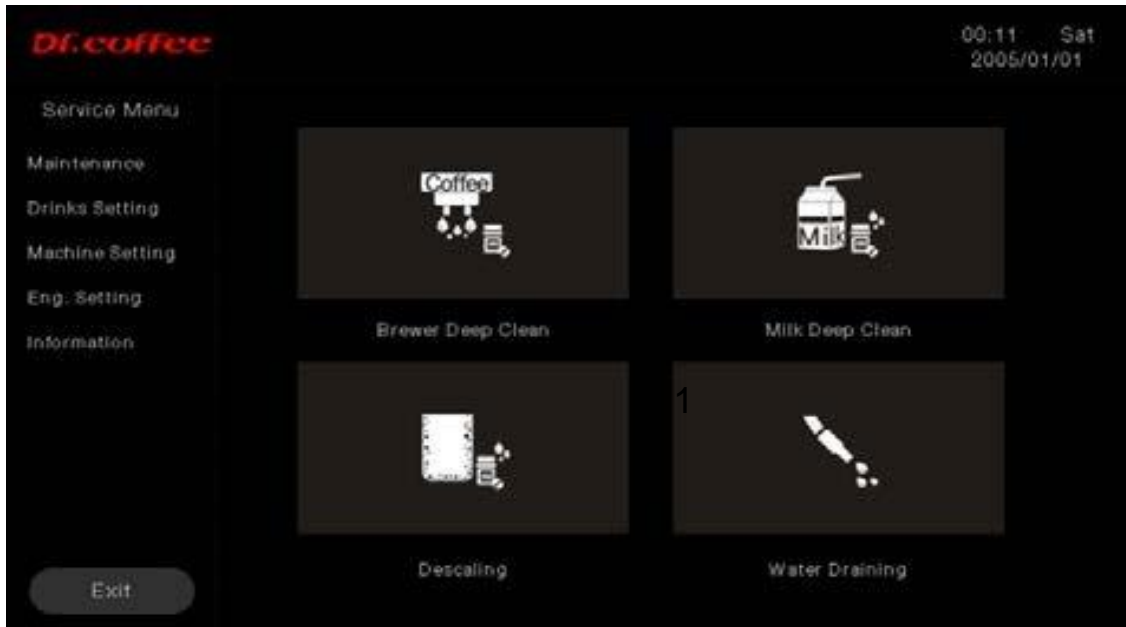 Dr.coffee
00:11 Sat
2005/01/01
Service Menu
Maintenance
Drinks Setting
Machine Setting
Eng. Setting
Information
Exit
Coffee
Brewer Deep Clean
Milk
Milk Deep Clean
Descaling
1
Water Draining